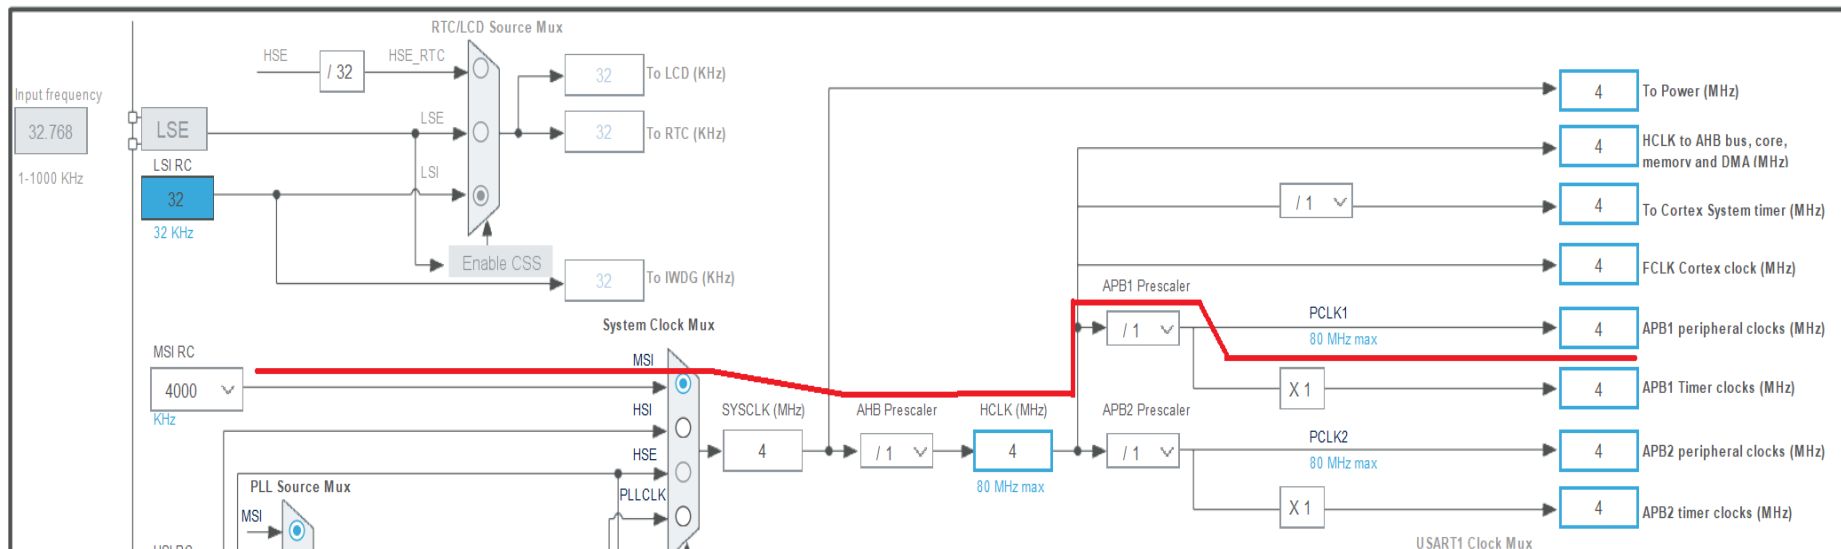 RTC/LCD Source Mux
HSE
/ 32
HSE_RTC
32
To LCD (KHz)
4
To Power (MHz)
Input frequency
32.768
1-1000 KHz
LSE
LSE
32
To RTC (KHz)
4
HCLK to AHB bus, core,
memory and DMA (MHz)
LSI RC
32
32 KHz
LSI
/ 1
4
To Cortex System timer (MHz)
Enable CSS
32
To IWDG (KHz)
4
FCLK Cortex clock (MHz)
System Clock Mux
APB1 Prescaler
/ 1
PCLK1
80 MHz max
4
APB1 peripheral clocks (MHz)
MSI RC
4000
KHz
MSI
X 1
4
APB1 Timer clocks (MHz)
HSI
SYSCLK (MHz)
4
AHB Prescaler
/ 1
HCLK (MHz)
4
80 MHz max
APB2 Prescaler
/ 1
PCLK2
80 MHz max
4
APB2 peripheral clocks (MHz)
HSE
PLLCLK
PLL Source Mux
MSI
X 1
4
APB2 timer clocks (MHz)
USART1 Clock Mux